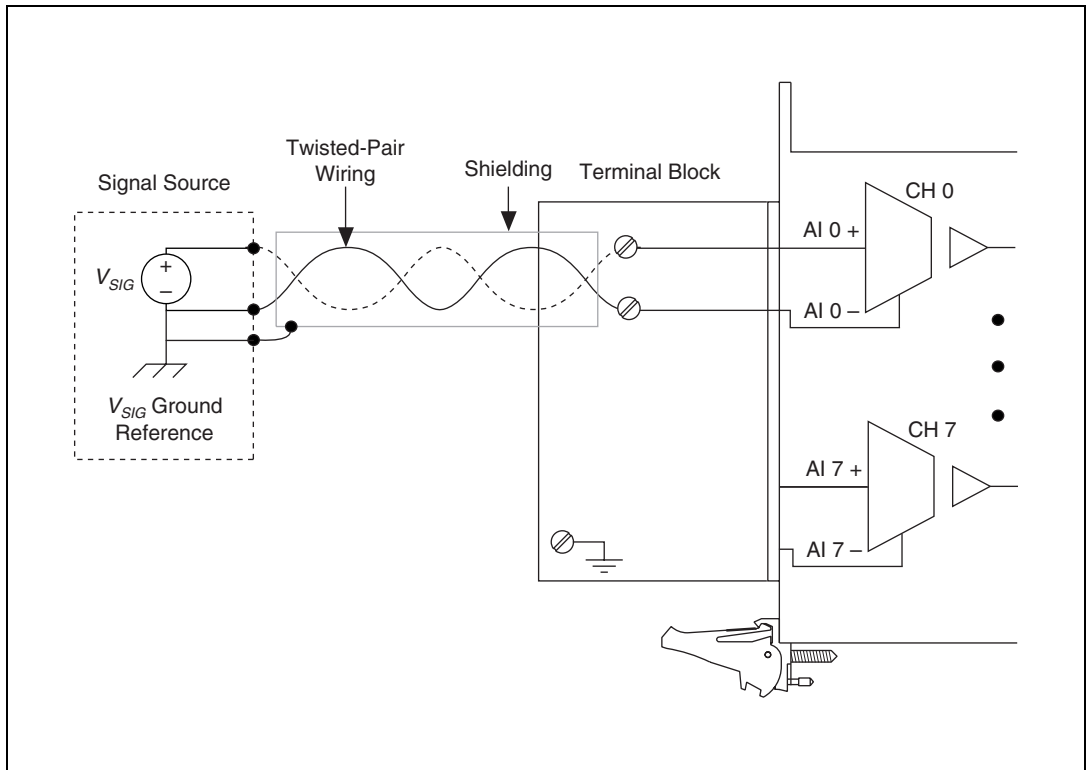 Twisted-Pair
Wiring
Shielding
Terminal Block
Signal Source
CH 0
AI 0 +
+
V_SIG
–
AI 0 –
V_SIG Ground
Reference
CH 7
AI 7 +
AI 7 –